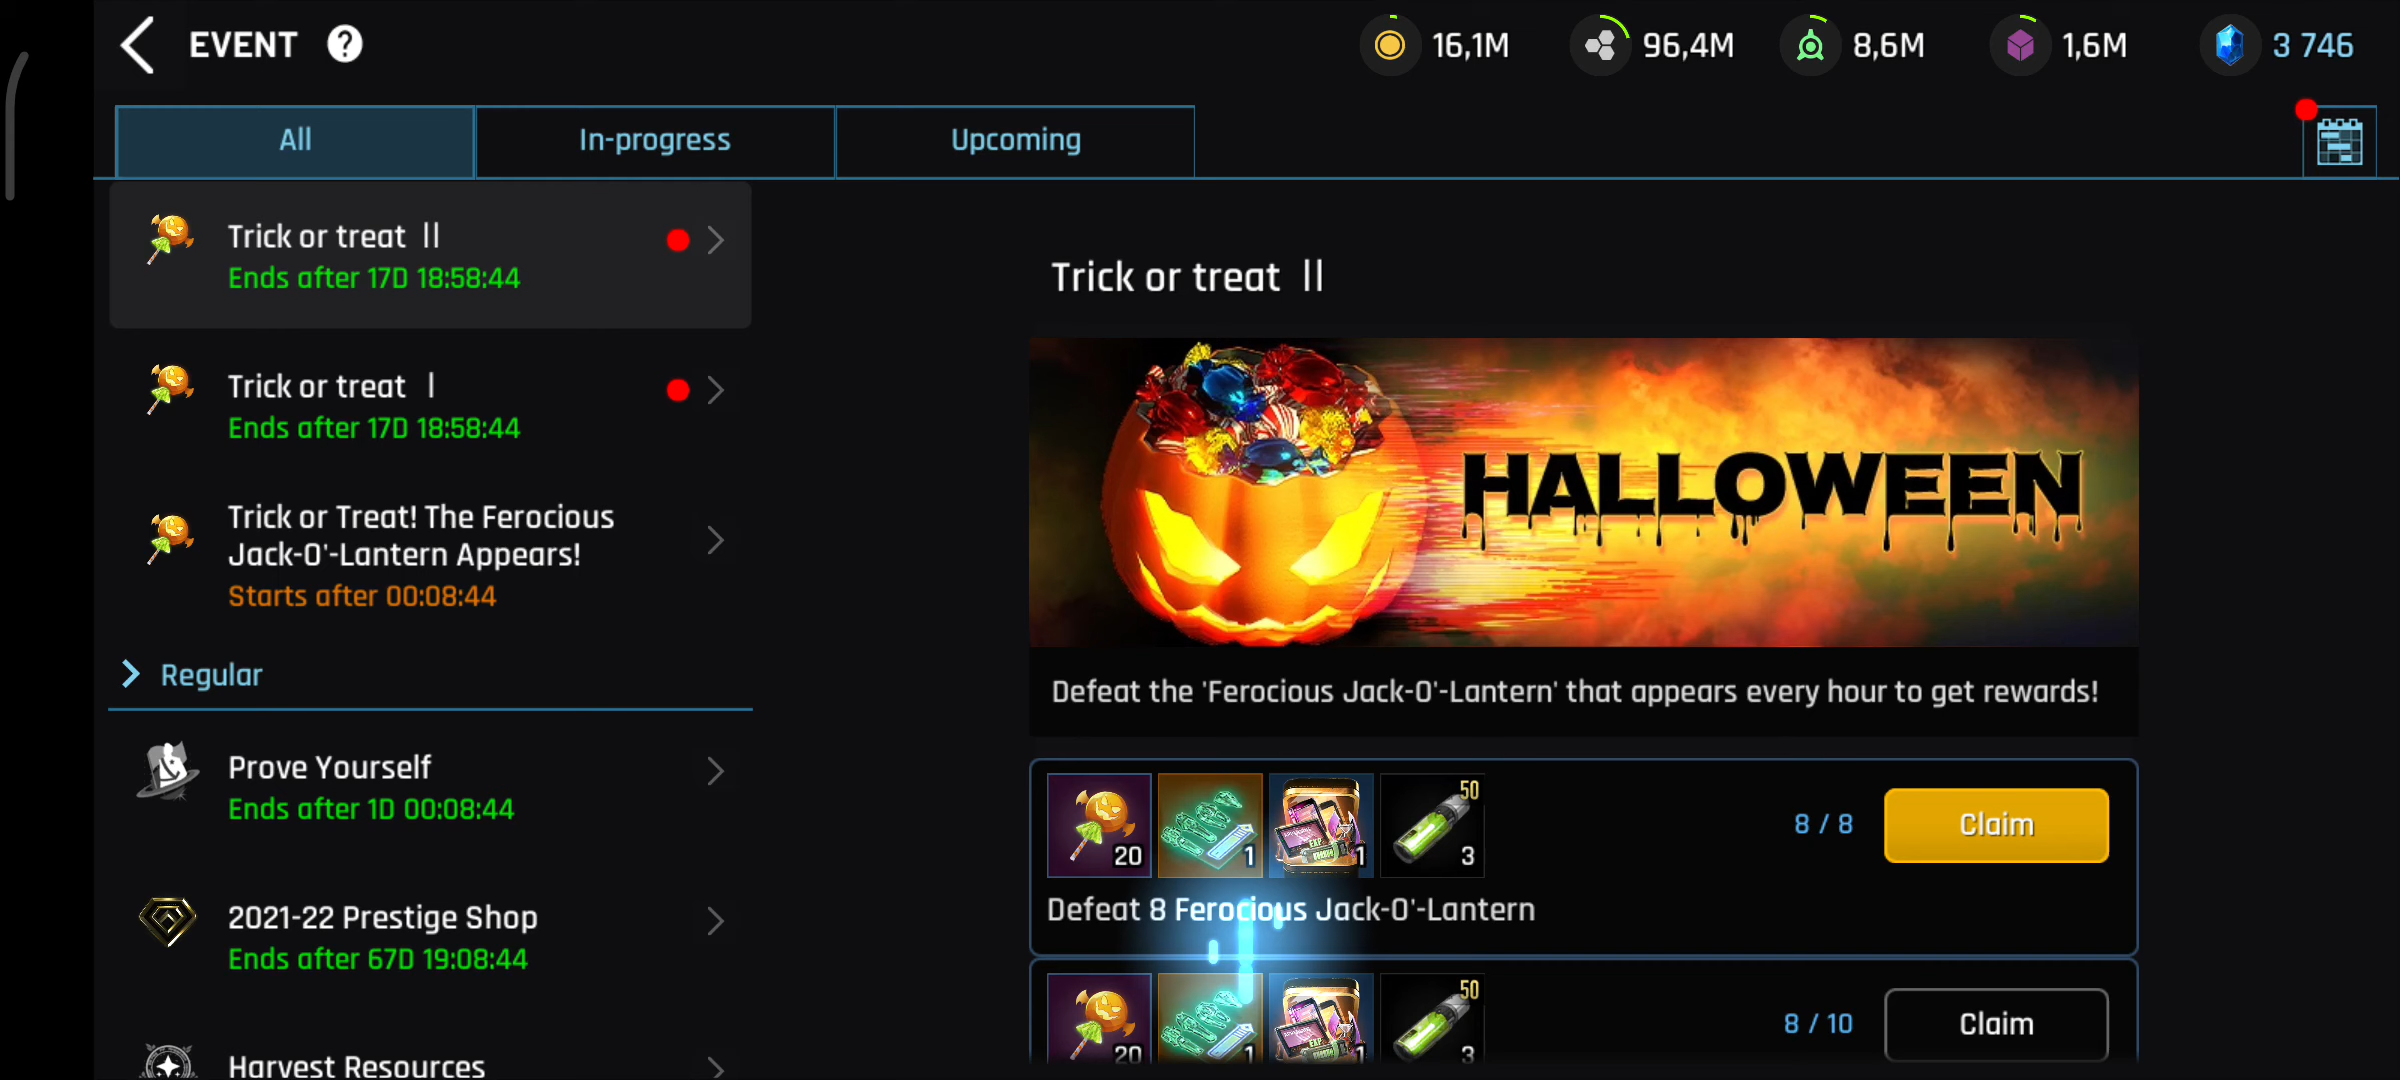 EVENT ?
16,1M
96,4M
8,6M
1,6M
3 746
All
In-progress
Upcoming
Trick or treat II
Ends after 17D 18:58:44
Trick or treat I
Ends after 17D 18:58:44
Trick or Treat! The Ferocious
Jack-O'-Lantern Appears!
Starts after 00:08:44
Regular
Prove Yourself
Ends after 1D 00:08:44
2021-22 Prestige Shop
Ends after 67D 19:08:44
Harvest Resources
Trick or treat II
HALLOWEEN
Defeat the 'Ferocious Jack-O'-Lantern' that appears every hour to get rewards!
20
1
1
50
3
8 / 8
Claim
Defeat 8 Ferocious Jack-O'-Lantern
20
1
1
50
3
8 / 10
Claim